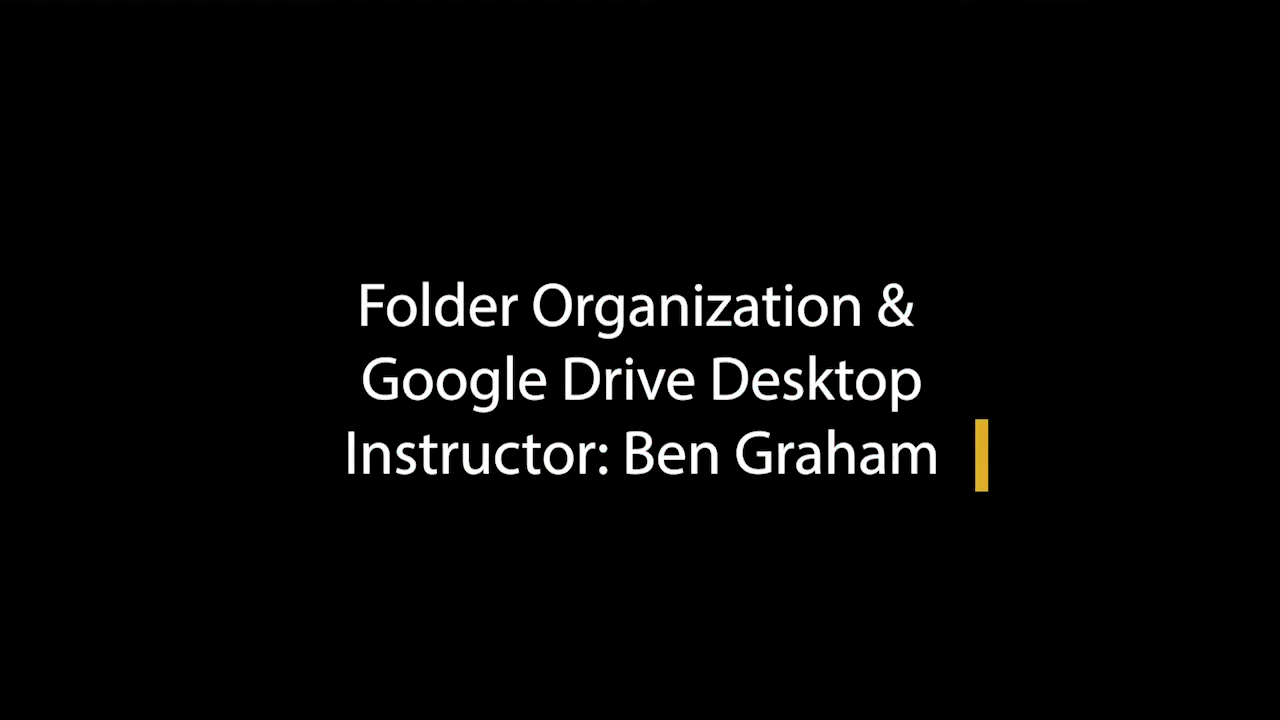 Folder Organization &
Google Drive Desktop
Instructor: Ben Graham